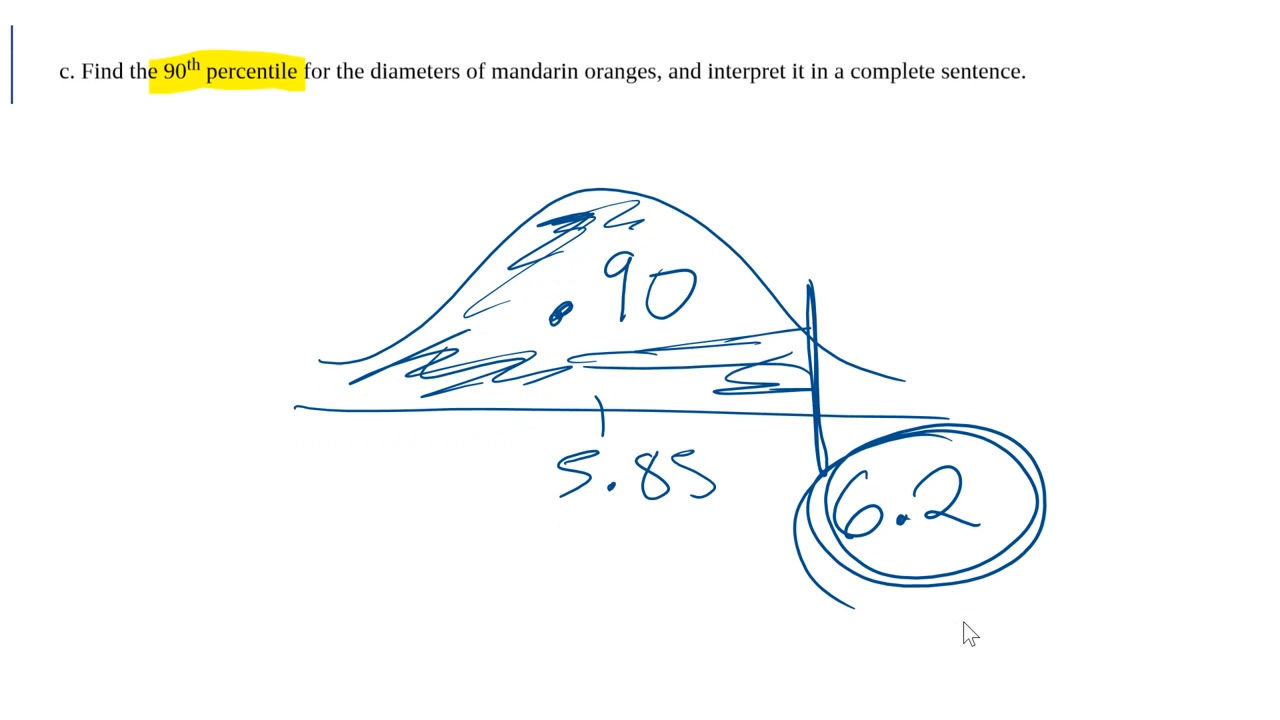 c. Find the 90th percentile for the diameters of mandarin oranges, and interpret it in a complete sentence.
.90
5.85
6.2